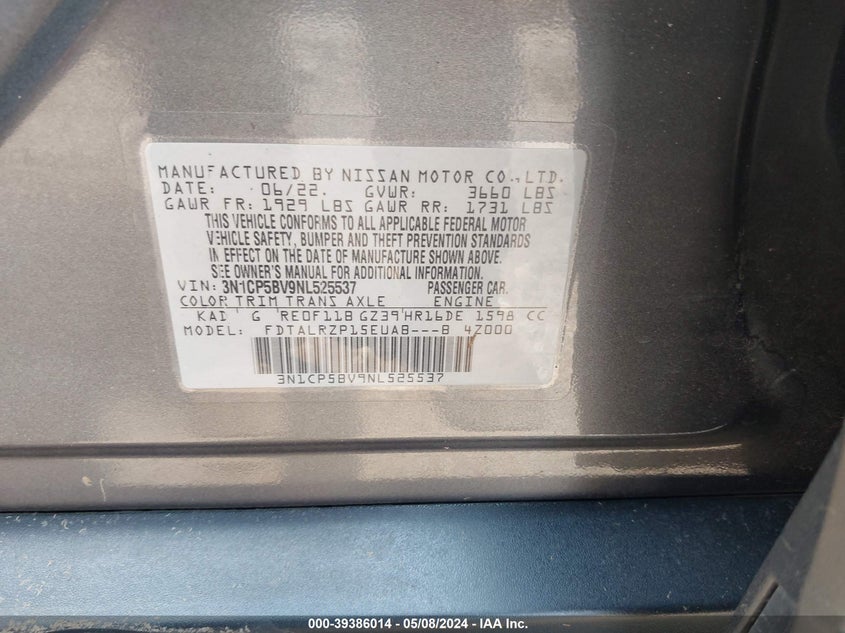 MANUFACTURED BY NISSAN MOTOR CO., LTD.
DATE: 06/22. GVWR: 3660 LBS
GAWR FR: 1929 LBS GAWR RR: 1731 LBS
THIS VEHICLE CONFORMS TO ALL APPLICABLE FEDERAL MOTOR
VEHICLE SAFETY, BUMPER AND THEFT PREVENTION STANDARDS
IN EFFECT ON THE DATE OF MANUFACTURE SHOWN ABOVE.
SEE OWNER'S MANUAL FOR ADDITIONAL INFORMATION.
VIN: 3N1CP5BV9NL525537 PASSENGER CAR.
COLOR TRIM TRANS AXLE ENGINE
KAD G RE0F11B GZ39 HR16DE 1598 CC
MODEL: FDTALRZP15EUA8---B 4Z000
3N1CP5BV9NL525537
000-39386014 - 05/08/2024 - IAA Inc.